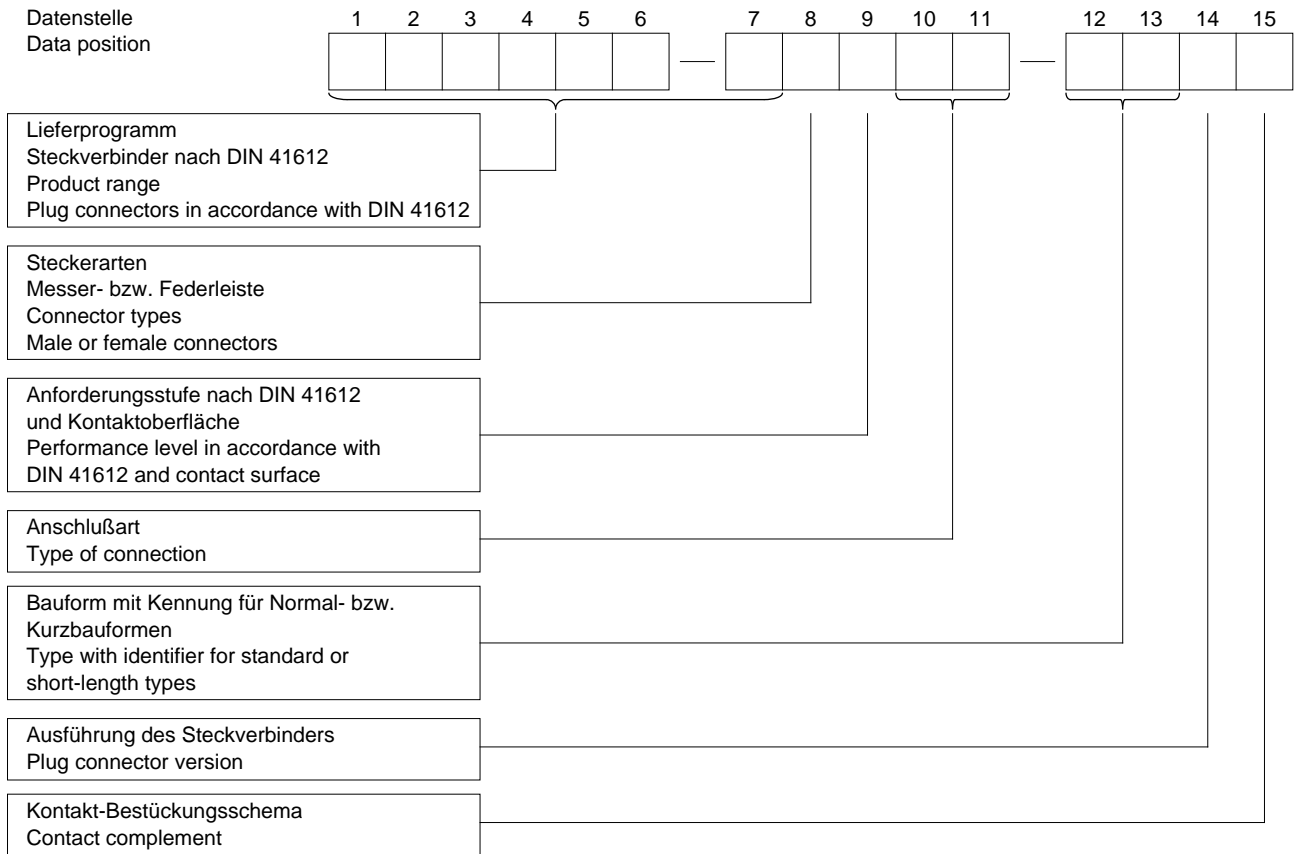 Datenstelle 1 2 3 4 5 6 7 8 9 10 11 12 13 14 15
Data position
Lieferprogramm
Steckverbinder nach DIN 41612
Product range
Plug connectors in accordance with DIN 41612
Steckerarten
Messer- bzw. Federleiste
Connector types
Male or female connectors
Anforderungsstufe nach DIN 41612
und Kontaktoberfläche
Performance level in accordance with
DIN 41612 and contact surface
Anschlußart
Type of connection
Bauform mit Kennung für Normal- bzw.
Kurzbauformen
Type with identifier for standard or
short-length types
Ausführung des Steckverbinders
Plug connector version
Kontakt-Bestückungsschema
Contact complement